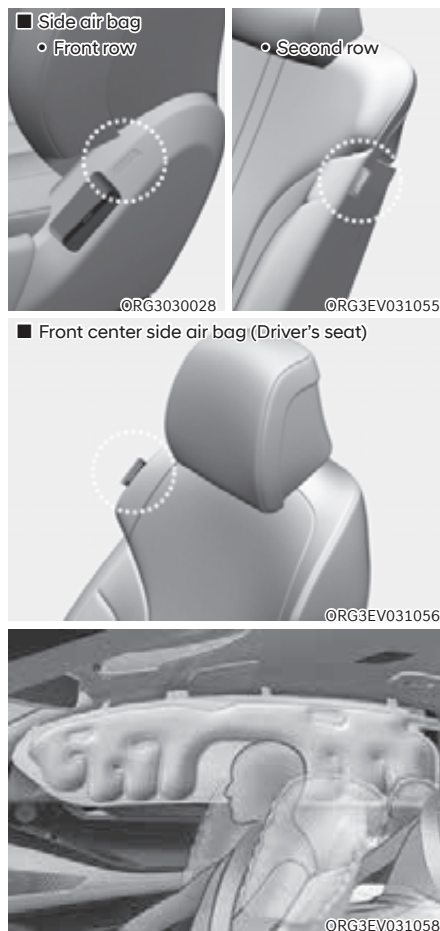 ■ Side air bag
• Front row
• Second row
ORG3030028
ORG3EV031055
■ Front center side air bag (Driver's seat)
ORG3EV031056
ORG3EV031058